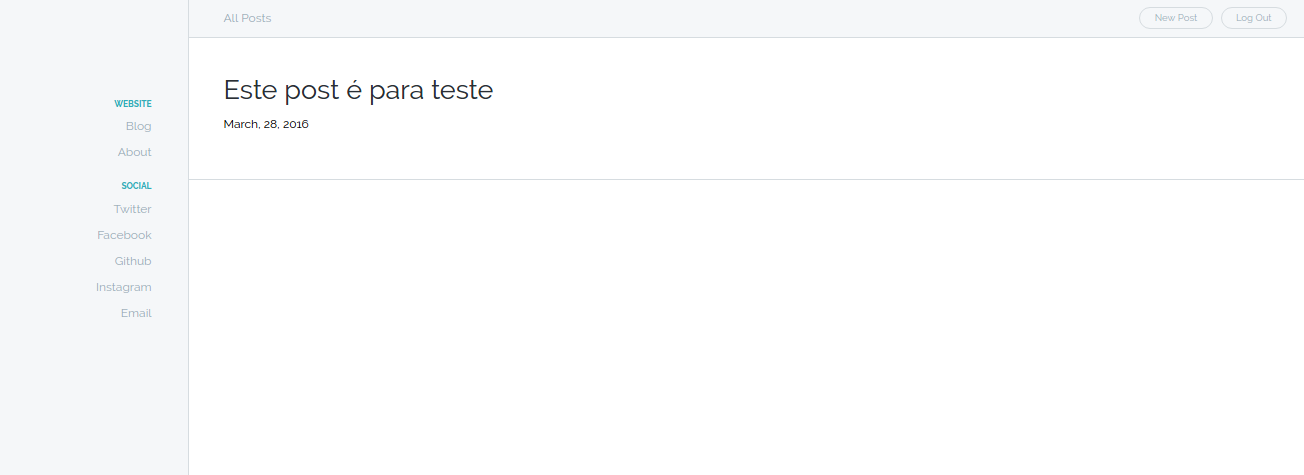 All Posts
New Post
Log Out
WEBSITE
Blog
About
SOCIAL
Twitter
Facebook
Github
Instagram
Email
Este post é para teste
March, 28, 2016